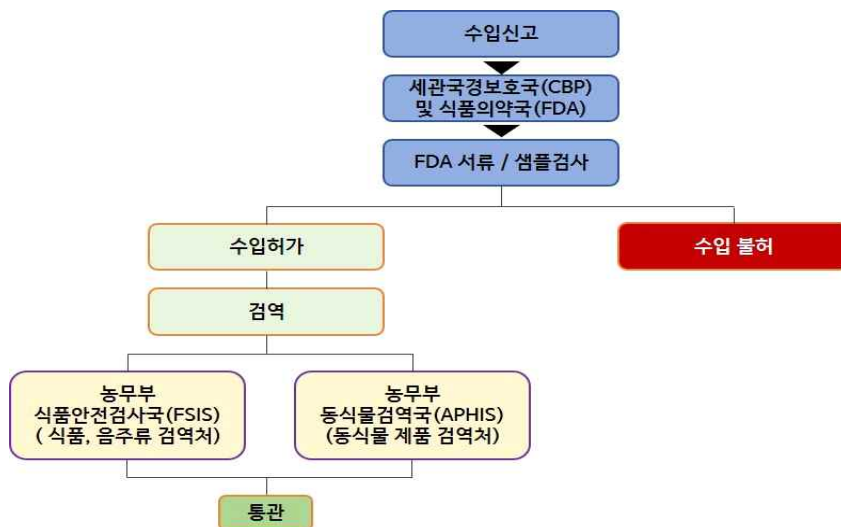 수입신고
세관국경보호국(CBP)
및 식품의약국(FDA)
FDA 서류 / 샘플검사
수입허가
수입 불허
검역
농무부
식품안전검사국(FSIS)
( 식품, 음주류 검역처)
농무부
동식물검역국(APHIS)
(동식물 제품 검역처)
통관